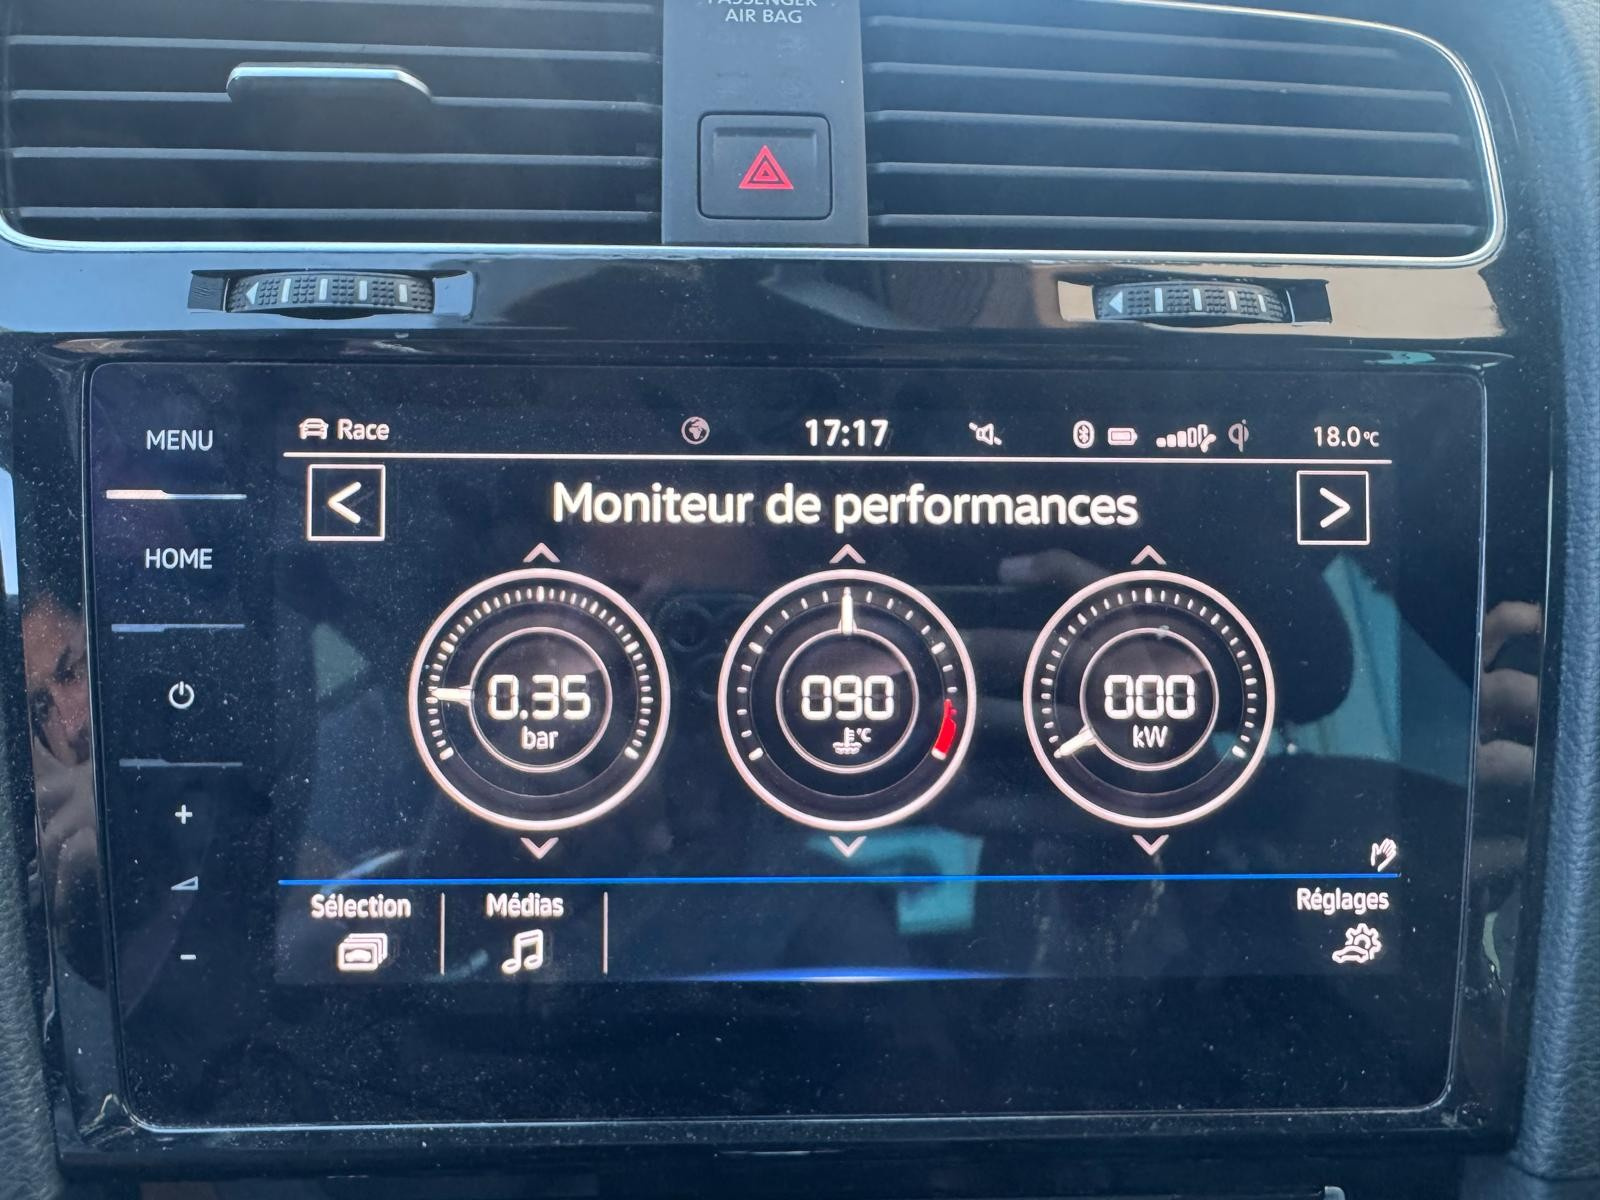 PASSENGER
AIR BAG
MENU
HOME
Race
17:17
18.0°C
<
Moniteur de performances
>
0.35
bar
090
°C
000
kW
+
-
Sélection
Médias
Réglages